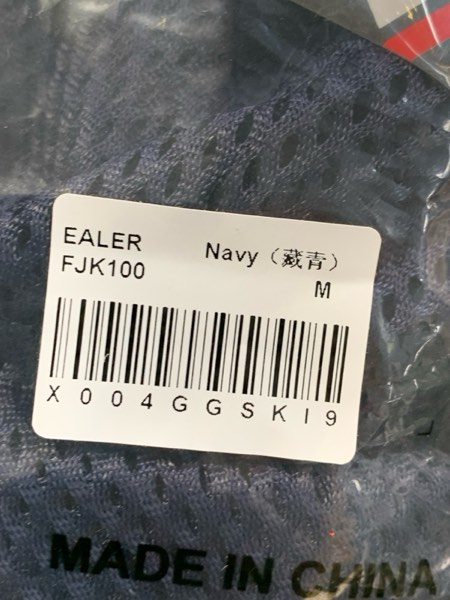 EALER
Navy（藏青）
FJK100
M
X004GGSKI9
MADE IN CHINA